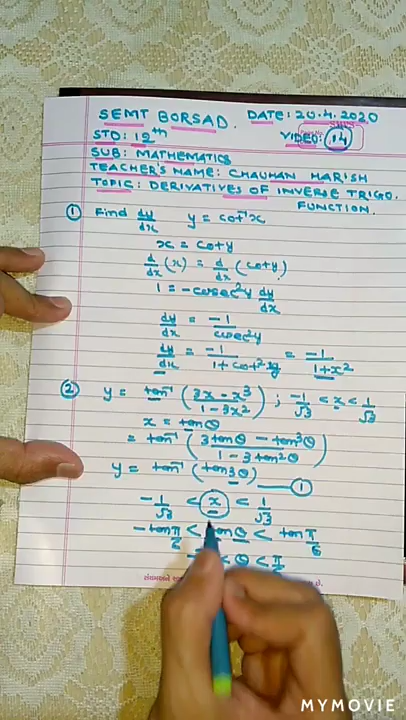 SEMT BORSAD. DATE: 20.4.2020
STD: 12th VIDEO: 14
SUB: MATHEMATICS
TEACHER'S NAME: CHAUHAN HARISH
TOPIC: DERIVATIVES OF INVERSE TRIGO. FUNCTION.
① Find dy/dx y = cot⁻¹x
x = coty
d/dx (x) = d/dx (coty)
1 = -cosec²y dy/dx
dy/dx = -1/cosec²y
dy/dx = -1/1+cot²y = -1/1+x²
② y = tan⁻¹ (3x-x³/1-3x²) ; -1/√3 < x < 1/√3
x = tanθ
= tan⁻¹ (3tanθ - tan³θ/1-3tan²θ)
y = tan⁻¹ (tan3θ) — ①
-1/√3 < x < 1/√3
-tanπ/6 < tanθ < tanπ/6
< θ < π
MYMOVIE